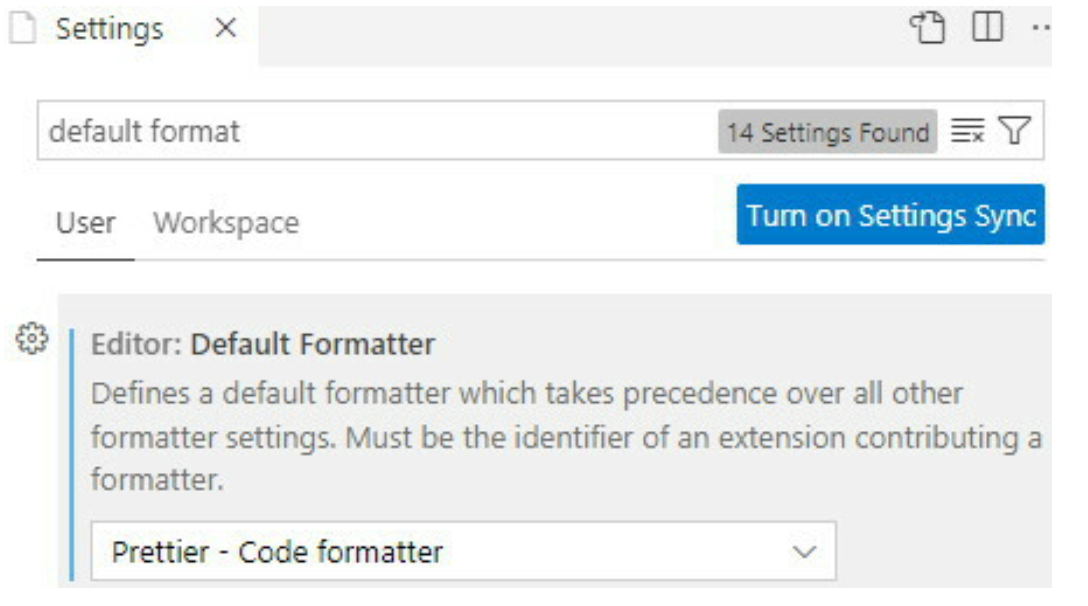 Settings
default format
14 Settings Found
User Workspace
Turn on Settings Sync
Editor: Default Formatter
Defines a default formatter which takes precedence over all other
formatter settings. Must be the identifier of an extension contributing a
formatter.
Prettier - Code formatter